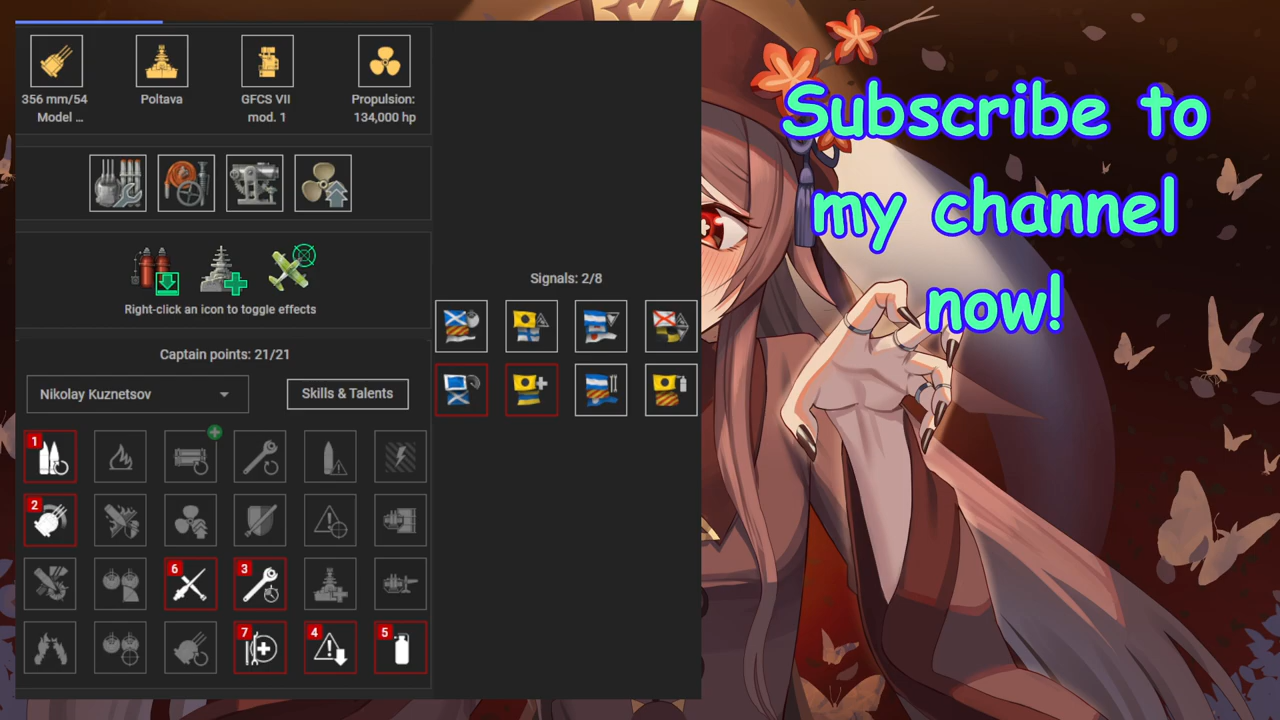 356 mm/54
Model ...
Poltava
GFCS VII
mod. 1
Propulsion:
134,000 hp
Right-click an icon to toggle effects
Captain points: 21/21
Nikolay Kuznetsov
Skills & Talents
1
2
6
3
7
4
5
Signals: 2/8
Subscribe to
my channel
now!